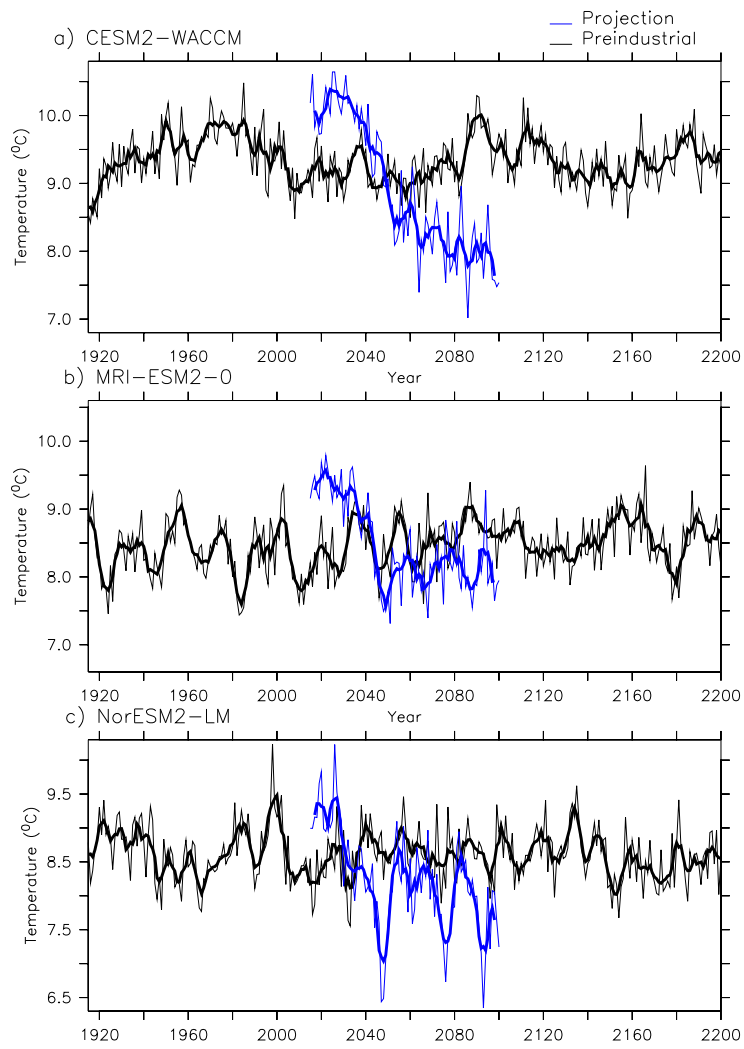 Projection
Preindustrial
a) CESM2-WACCM
Temperature (⁰C)
10.0
9.0
8.0
7.0
1920 1960 2000 2040 2080 2120 2160 2200
Year
b) MRI-ESM2-0
Temperature (⁰C)
10.0
9.0
8.0
7.0
1920 1960 2000 2040 2080 2120 2160 2200
Year
c) NorESM2-LM
Temperature (⁰C)
9.5
8.5
7.5
6.5
1920 1960 2000 2040 2080 2120 2160 2200